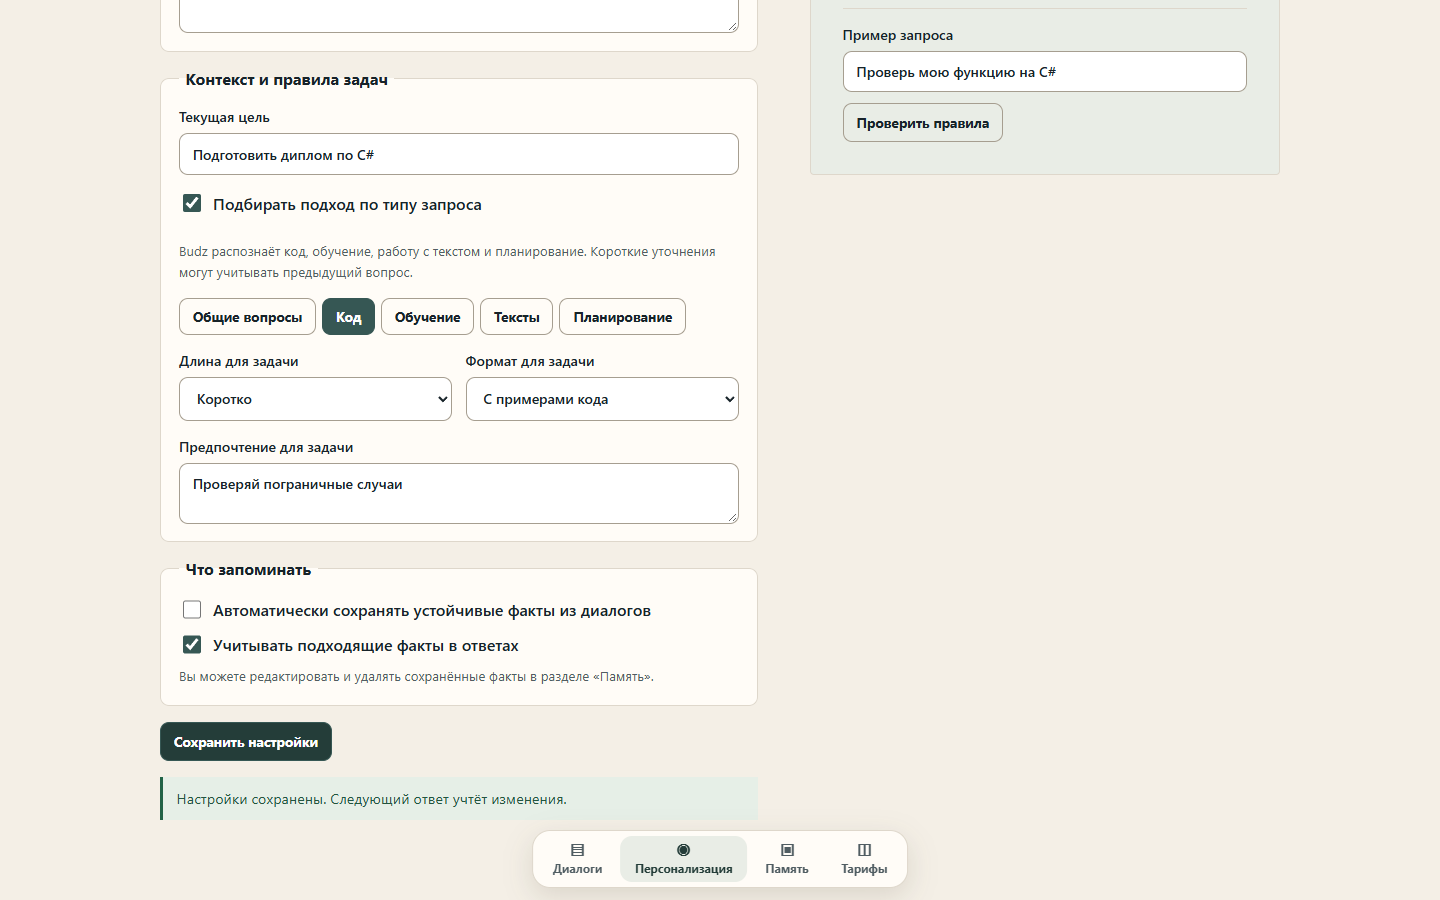 Контекст и правила задач
Текущая цель
Подготовить диплом по C#
Подбирать подход по типу запроса
Budz распознаёт код, обучение, работу с текстом и планирование. Короткие уточнения
могут учитывать предыдущий вопрос.
Общие вопросы
Код
Обучение
Тексты
Планирование
Длина для задачи
Формат для задачи
Коротко
С примерами кода
Предпочтение для задачи
Проверяй пограничные случаи
Что запоминать
Автоматически сохранять устойчивые факты из диалогов
Учитывать подходящие факты в ответах
Вы можете редактировать и удалять сохранённые факты в разделе «Память».
Сохранить настройки
Настройки сохранены. Следующий ответ учтёт изменения.
Пример запроса
Проверь мою функцию на C#
Проверить правила
Диалоги
Персонализация
Память
Тарифы